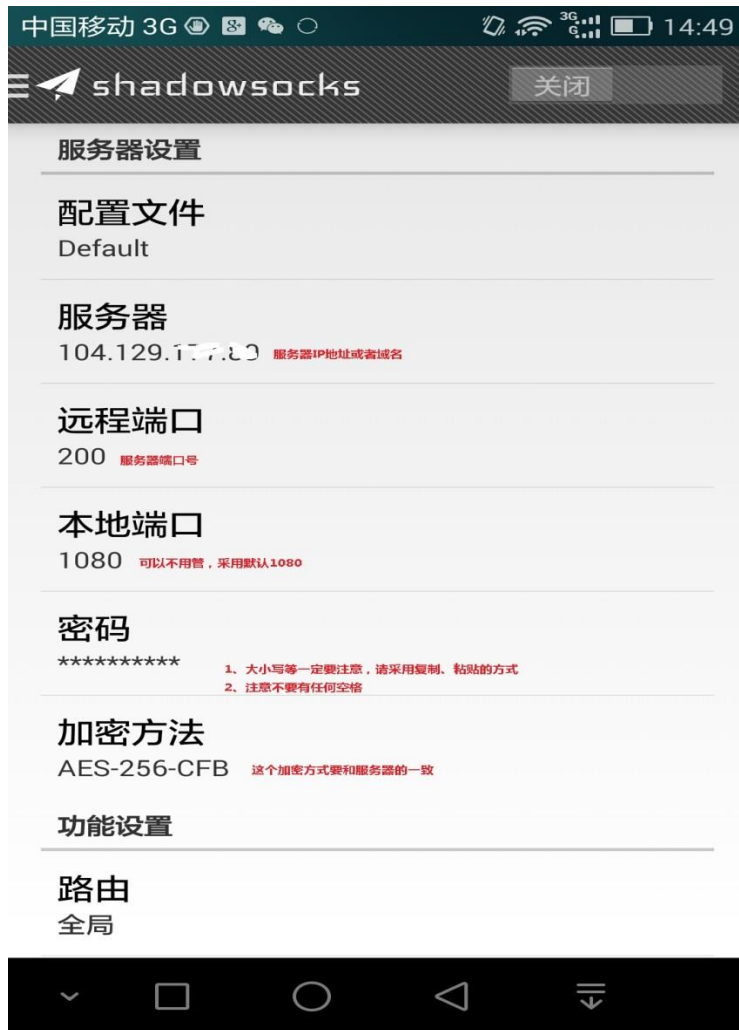 中国移动 3G 3G G 14:49
shadowsocks 关闭
服务器设置
配置文件
Default
服务器
104.129. 服务器IP地址或者域名
远程端口
200 服务器端口号
本地端口
1080 可以不用管，采用默认1080
密码
********** 1、大小写等一定要注意，请采用复制、粘贴的方式
2、注意不要有任何空格
加密方法
AES-256-CFB 这个加密方式要和服务器的一致
功能设置
路由
全局